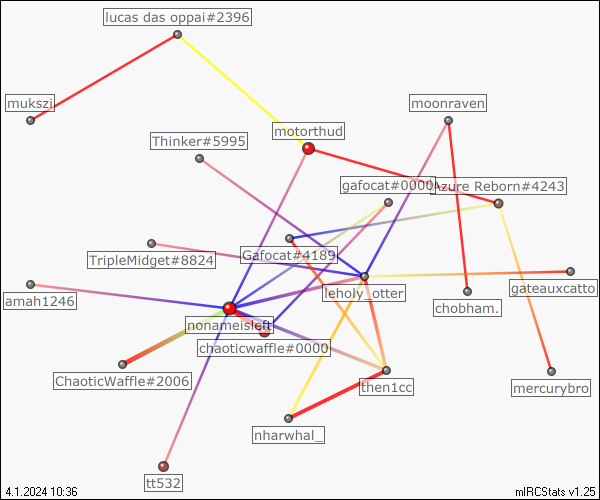 lucas das oppai#2396
mukszi
moonraven
motorthud
Thinker#5995
gafocat#0000
Azure Reborn#4243
Gafocat#4189
TripleMidget#8824
gateauxcatto
leholy_otter
amah1246
chobham.
nonameisleft
chaoticwaffle#0000
ChaoticWaffle#2006
then1cc
mercurybro
nharwhal_
tt532
4.1.2024 10:36
mIRCStats v1.25